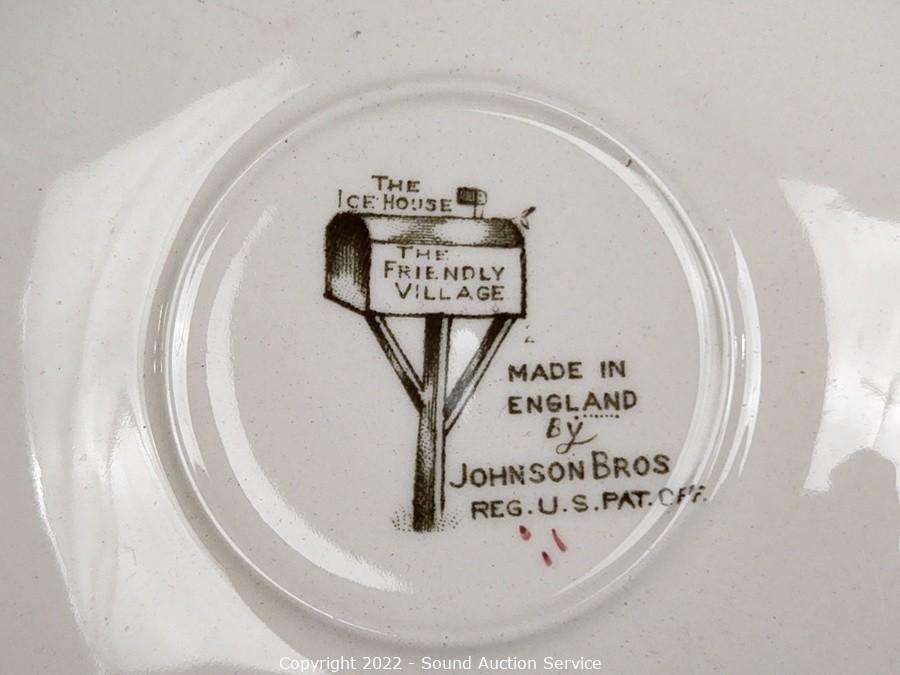 THE
ICE HOUSE
THE
FRIENDLY
VILLAGE
MADE IN
ENGLAND
By
JOHNSON BROS
REG. U.S. PAT. OFF.
Copyright 2022 - Sound Auction Service